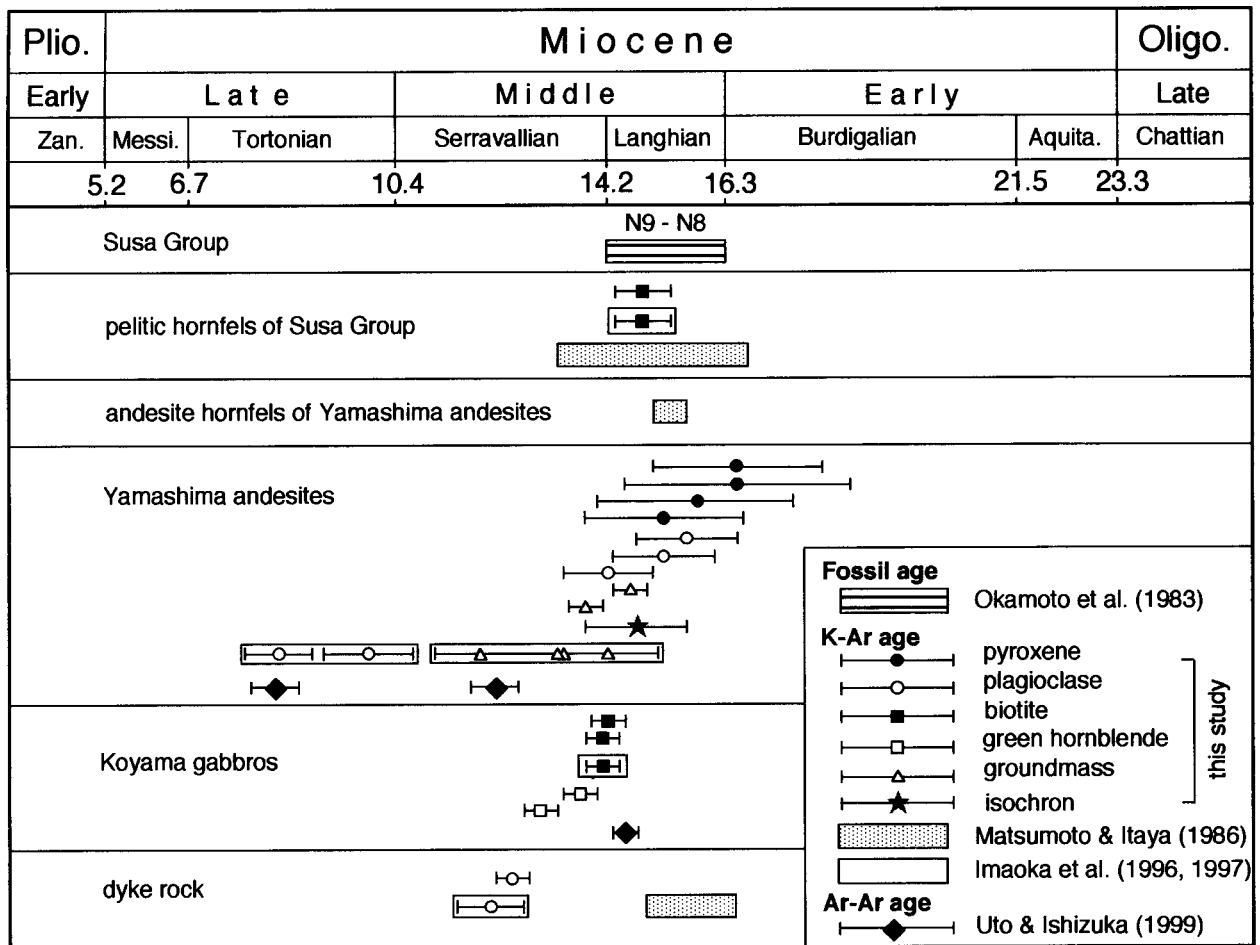 Plio. Miocene Oligo.
Early Late Middle Early Late
Zan. Messi. Tortonian Serravallian Langhian Burdigalian Aquita. Chattian
5.2 6.7 10.4 14.2 16.3 21.5 23.3
N9 - N8
Susa Group
pelitic hornfels of Susa Group
andesite hornfels of Yamashima andesites
Yamashima andesites
Koyama gabbros
dyke rock
Fossil age
Okamoto et al. (1983)
K-Ar age
pyroxene
plagioclase
biotite
green hornblende
groundmass
isochron
this study
Matsumoto & Itaya (1986)
Imaoka et al. (1996, 1997)
Ar-Ar age
Uto & Ishizuka (1999)